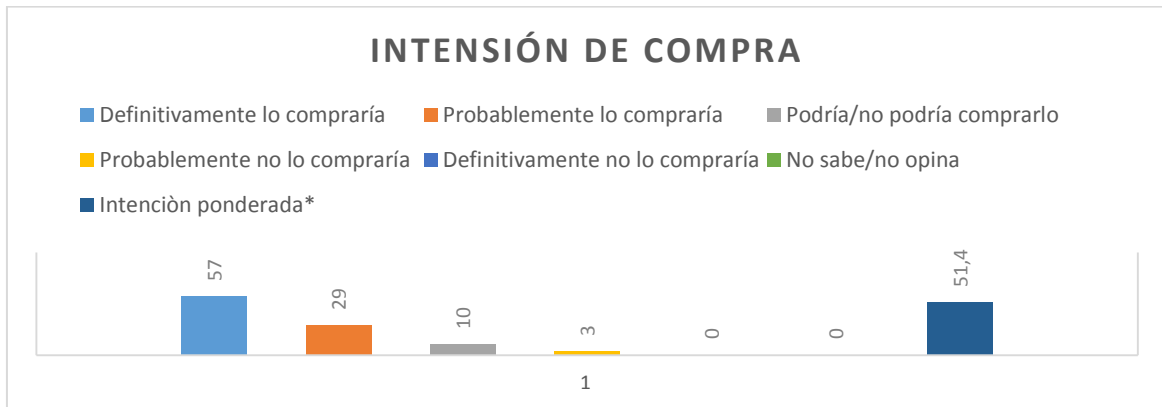 INTENSIÓN DE COMPRA
Definitivamente lo compraría Probablemente lo compraría Podría/no podría comprarlo
Probablemente no lo compraría Definitivamente no lo compraría No sabe/no opina
Intenciòn ponderada*
57 29 10 3 0 0 51,4
1